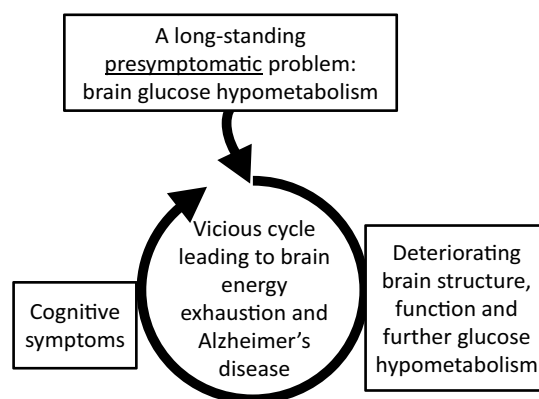 A long-standing
presymptomatic problem:
brain glucose hypometabolism
Vicious cycle
leading to brain
energy
exhaustion and
Alzheimer’s
disease
Deteriorating
brain structure,
function and
further glucose
hypometabolism
Cognitive
symptoms